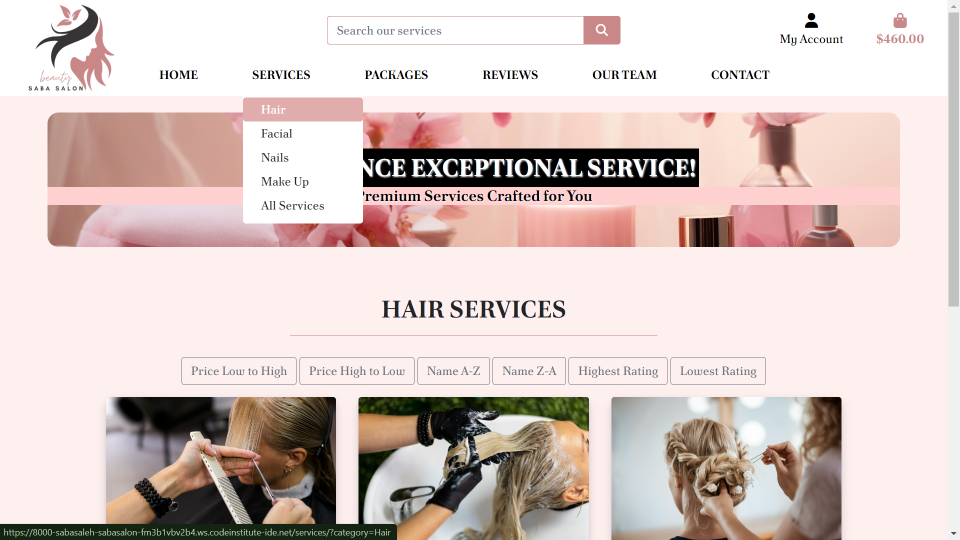 beauty
SABA SALON
Search our services
My Account
$460.00
HOME
SERVICES
PACKAGES
REVIEWS
OUR TEAM
CONTACT
Hair
Facial
Nails
Make Up
All Services
NCE EXCEPTIONAL SERVICE!
Premium Services Crafted for You
HAIR SERVICES
Price Low to High
Price High to Low
Name A-Z
Name Z-A
Highest Rating
Lowest Rating
https://8000-sabasaleh-sabasalon-fm3b1vbv2b4.ws.codeinstitute-ide.net/services/?category=Hair